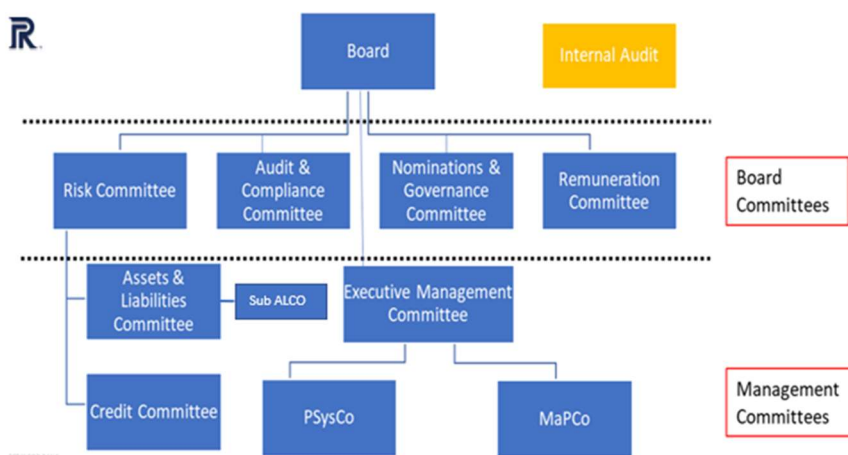 R
Board
Internal Audit
Risk Committee
Audit &
Compliance
Committee
Nominations &
Governance
Committee
Remuneration
Committee
Board
Committees
Assets &
Liabilities
Committee
Sub ALCO
Executive Management
Committee
Credit Committee
PSysCo
MaPCo
Management
Committees